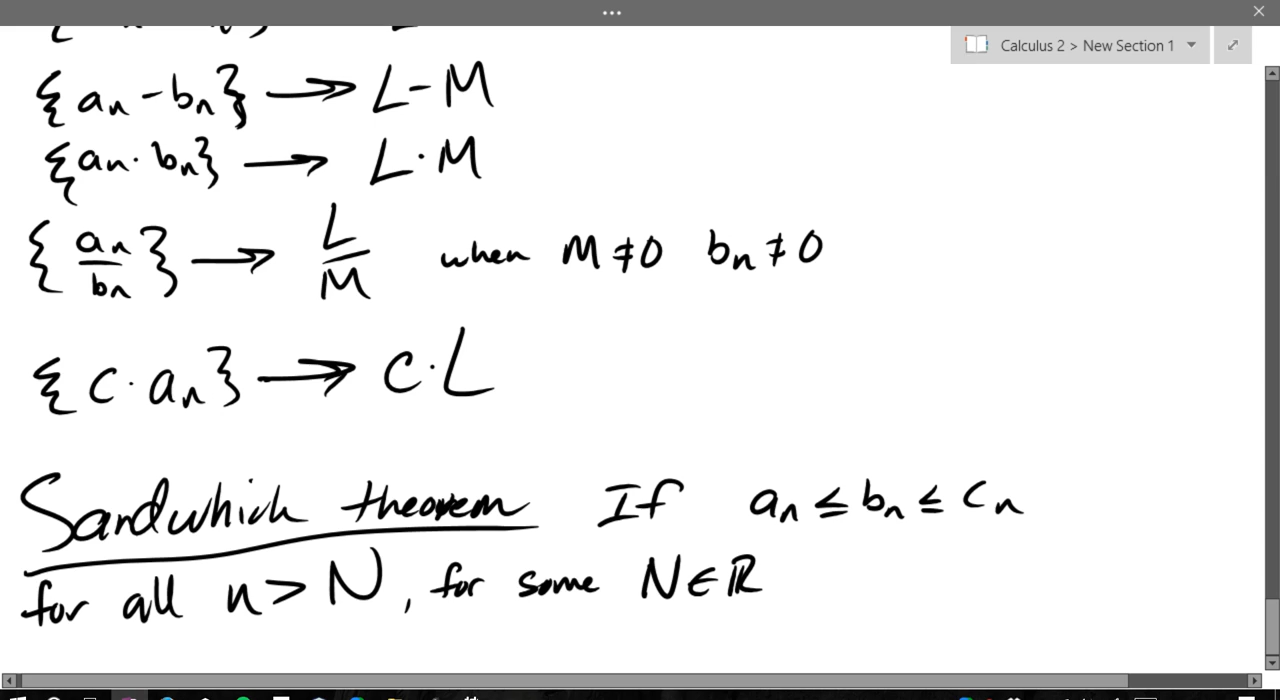 Calculus 2 > New Section 1
{aₙ - bₙ} → L - M
{aₙ · bₙ} → L · M
{aₙ/bₙ} → L/M when M ≠ 0 bₙ ≠ 0
{c · aₙ} → c · L
Sandwhich theorem If aₙ ≤ bₙ ≤ cₙ
for all n > N, for some N ∈ ℝ